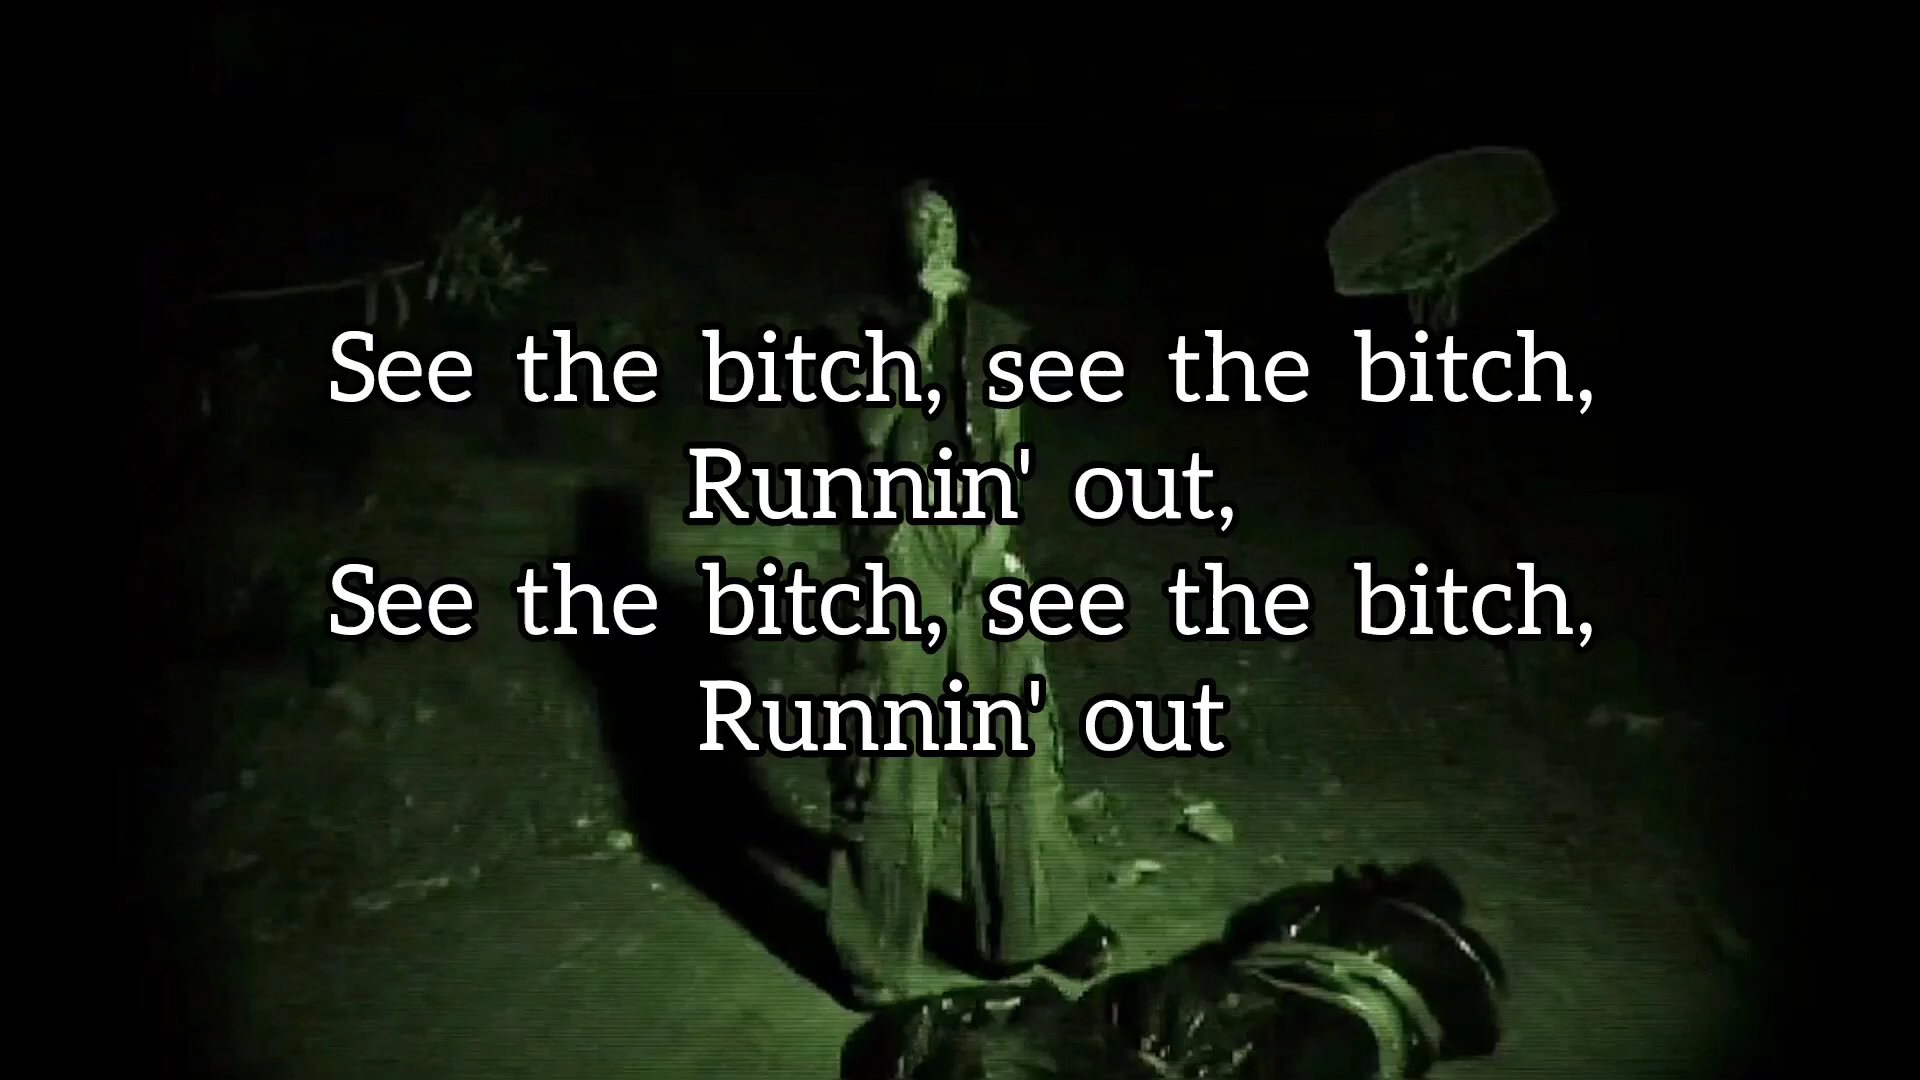 See the bitch, see the bitch,
Runnin' out,
See the bitch, see the bitch,
Runnin' out